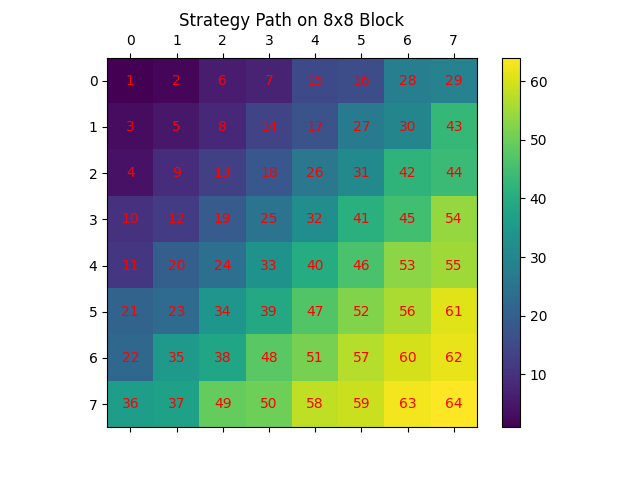 Strategy Path on 8x8 Block
0 1 2 3 4 5 6 7
0 1 2 6 7 15 16 28 29
1 3 5 8 14 17 27 30 43
2 4 9 13 18 26 31 42 44
3 10 12 19 25 32 41 45 54
4 11 20 24 33 40 46 53 55
5 21 23 34 39 47 52 56 61
6 22 35 38 48 51 57 60 62
7 36 37 49 50 58 59 63 64
60
50
40
30
20
10